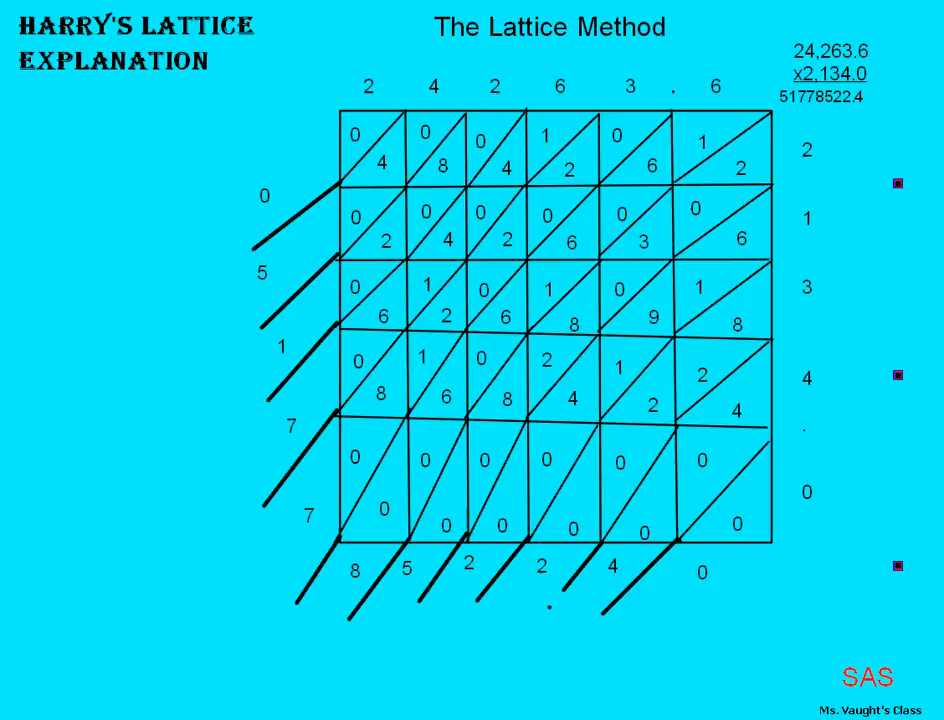 HARRY'S LATTICE
EXPLANATION
The Lattice Method
24,263.6
x2,134.0
51778522.4
2 4 2 6 3 . 6
0 0 0 1 0 1 2
4 8 4 2 6 2
0
0 0 0 0 0 0 1
2 4 2 6 3 6
5
0 1 0 1 0 1 3
6 2 6 8 9 8
1
0 1 0 2 1 2 4
8 6 8 4 2 4
7 .
0 0 0 0 0 0
0
7 0 0 0 0 0 0
8 5 2 2 . 4 0
SAS
Ms. Vaught's Class